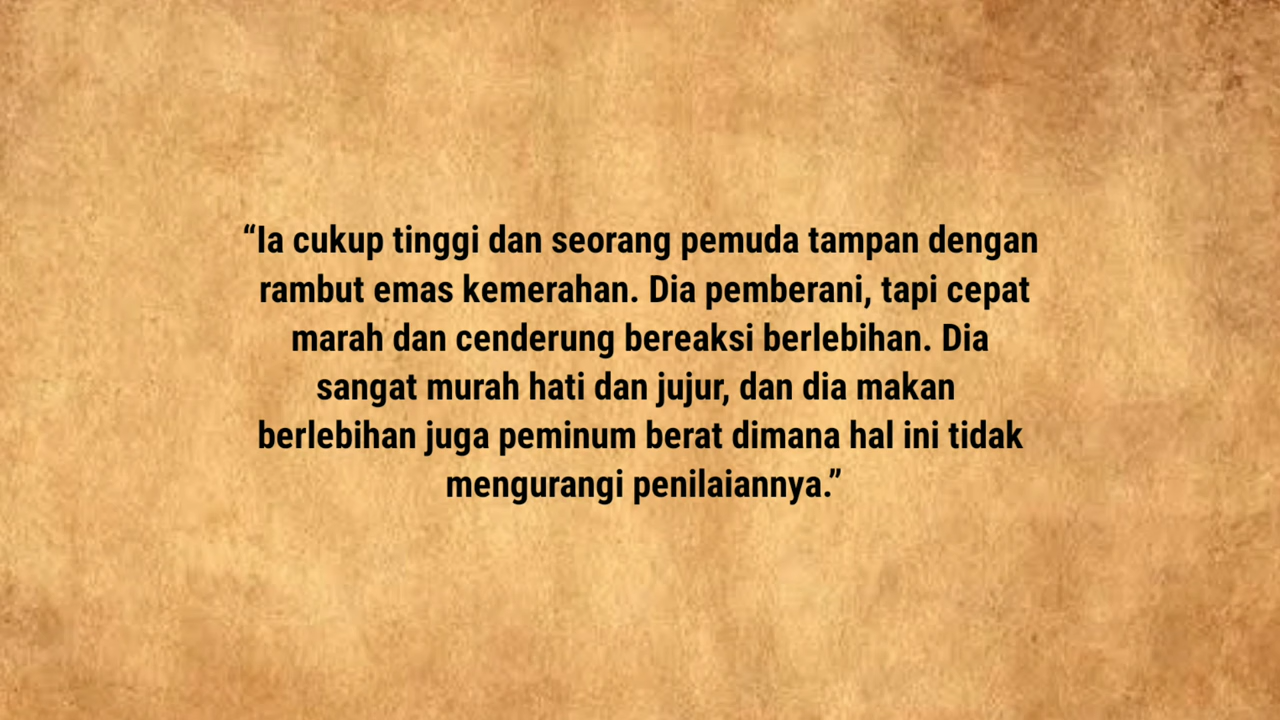 “Ia cukup tinggi dan seorang pemuda tampan dengan
rambut emas kemerahan. Dia pemberani, tapi cepat
marah dan cenderung bereaksi berlebihan. Dia
sangat murah hati dan jujur, dan dia makan
berlebihan juga peminum berat dimana hal ini tidak
mengurangi penilaiannya.”